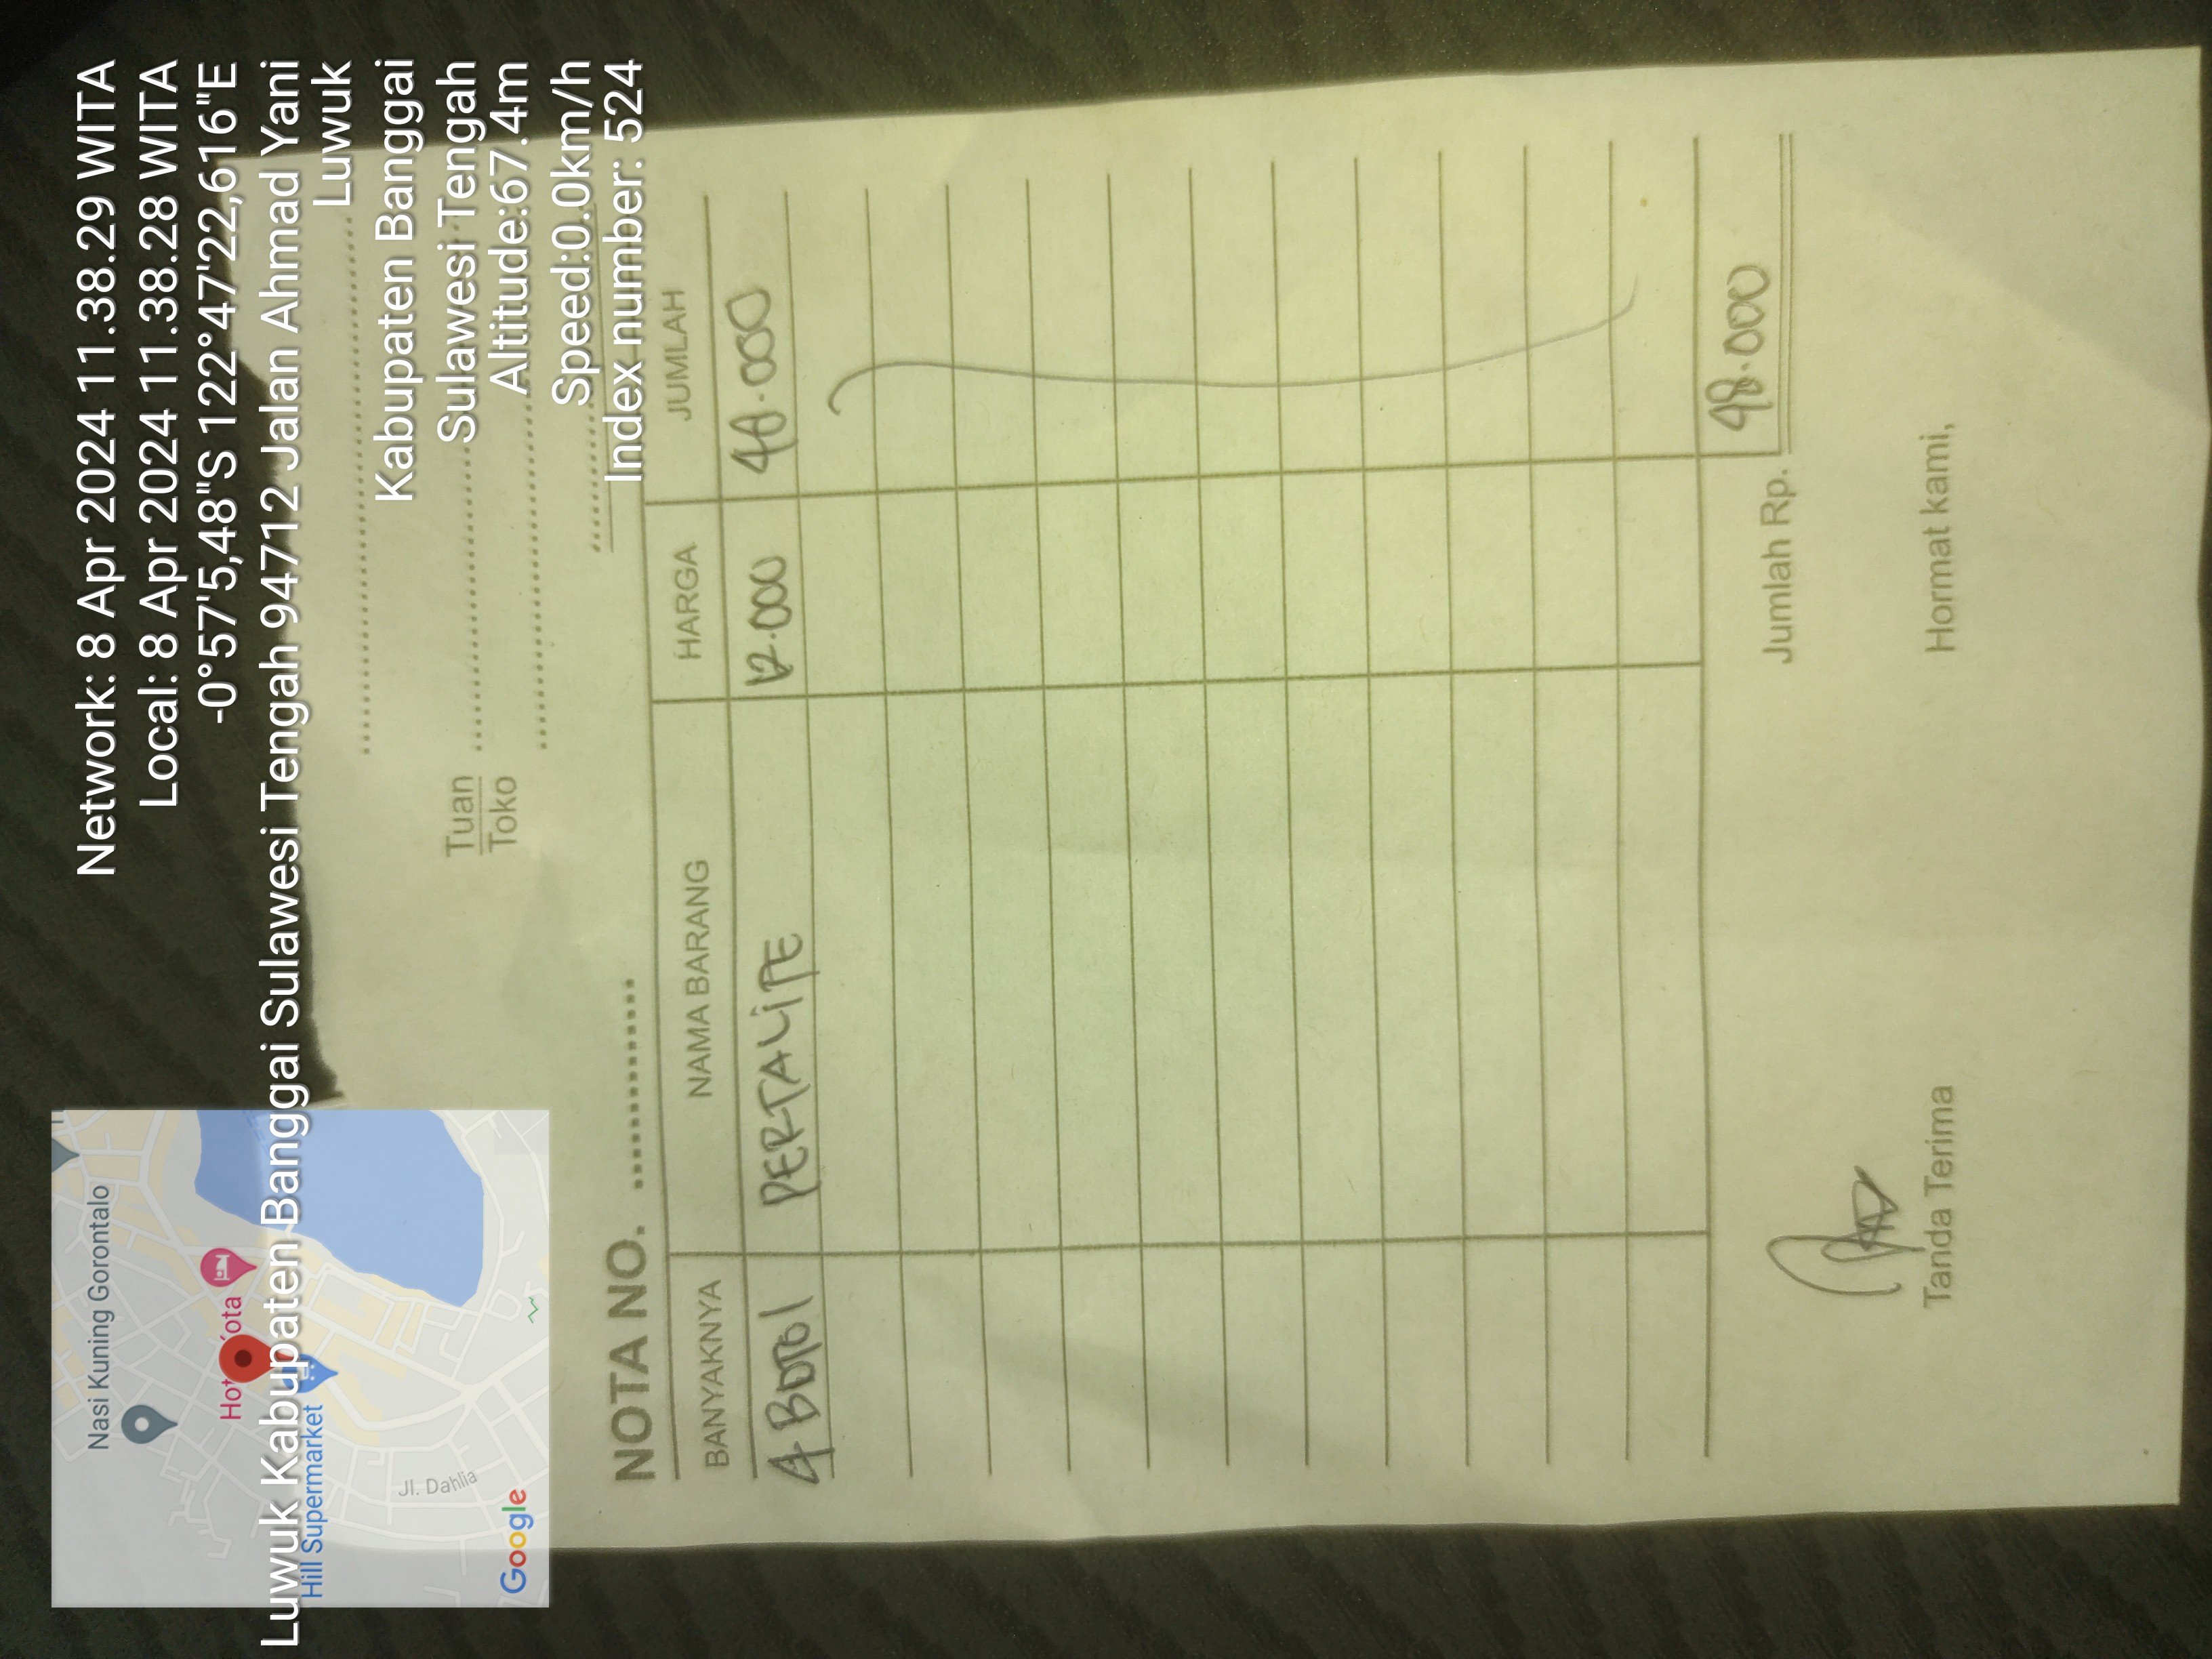 Network: 8 Apr 2024 11.38.29 WITA
Local: 8 Apr 2024 11.38.28 WITA
-0°57'5,48"S 122°47'22,616"E
Luwuk Kabupaten Banggai Sulawesi Tengah 94712 Jalan Ahmad Yani
Luwuk
Kabupaten Banggai
Sulawesi Tengah
Altitude:67.4m
Speed:0.0km/h
Index number: 524
Nasi Kuning Gorontalo
Hill Supermarket
Jl. Dahlia
Google
Tuan
Toko
NOTA NO.
BANYAKNYA NAMA BARANG HARGA JUMLAH
4 BOTOl PERTALITE 12.000 48.000
Jumlah Rp. 48.000
Tanda Terima Hormat kami,